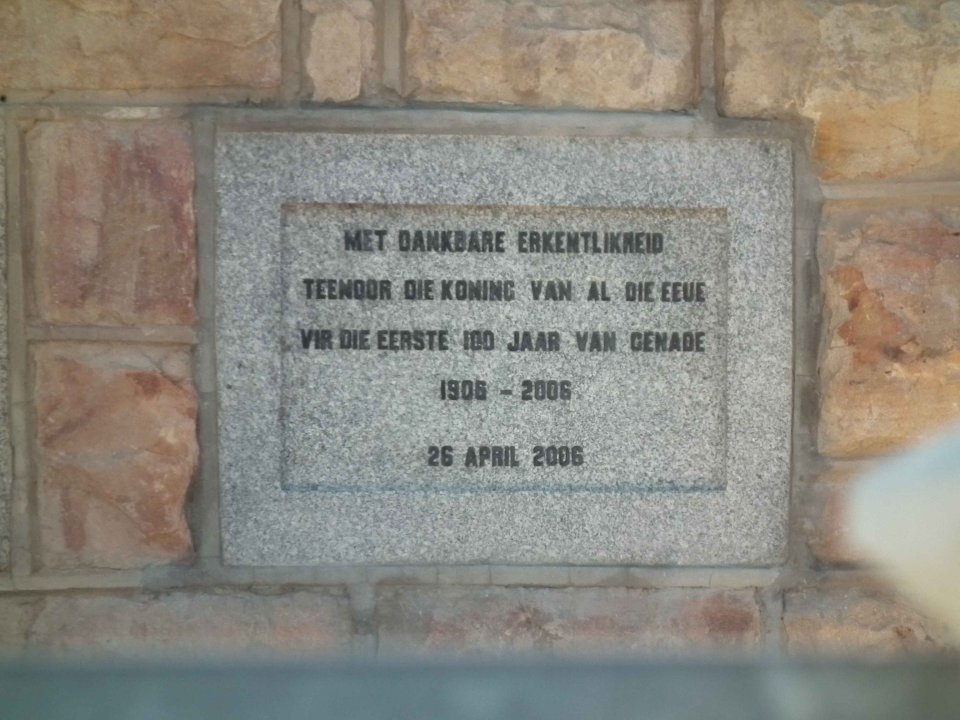 MET DANKBARE ERKENTLIKHEID
TEENOOR DIE KONING VAN AL DIE EEUE
VIR DIE EERSTE 100 JAAR VAN GENADE
1906 - 2006
26 APRIL 2006